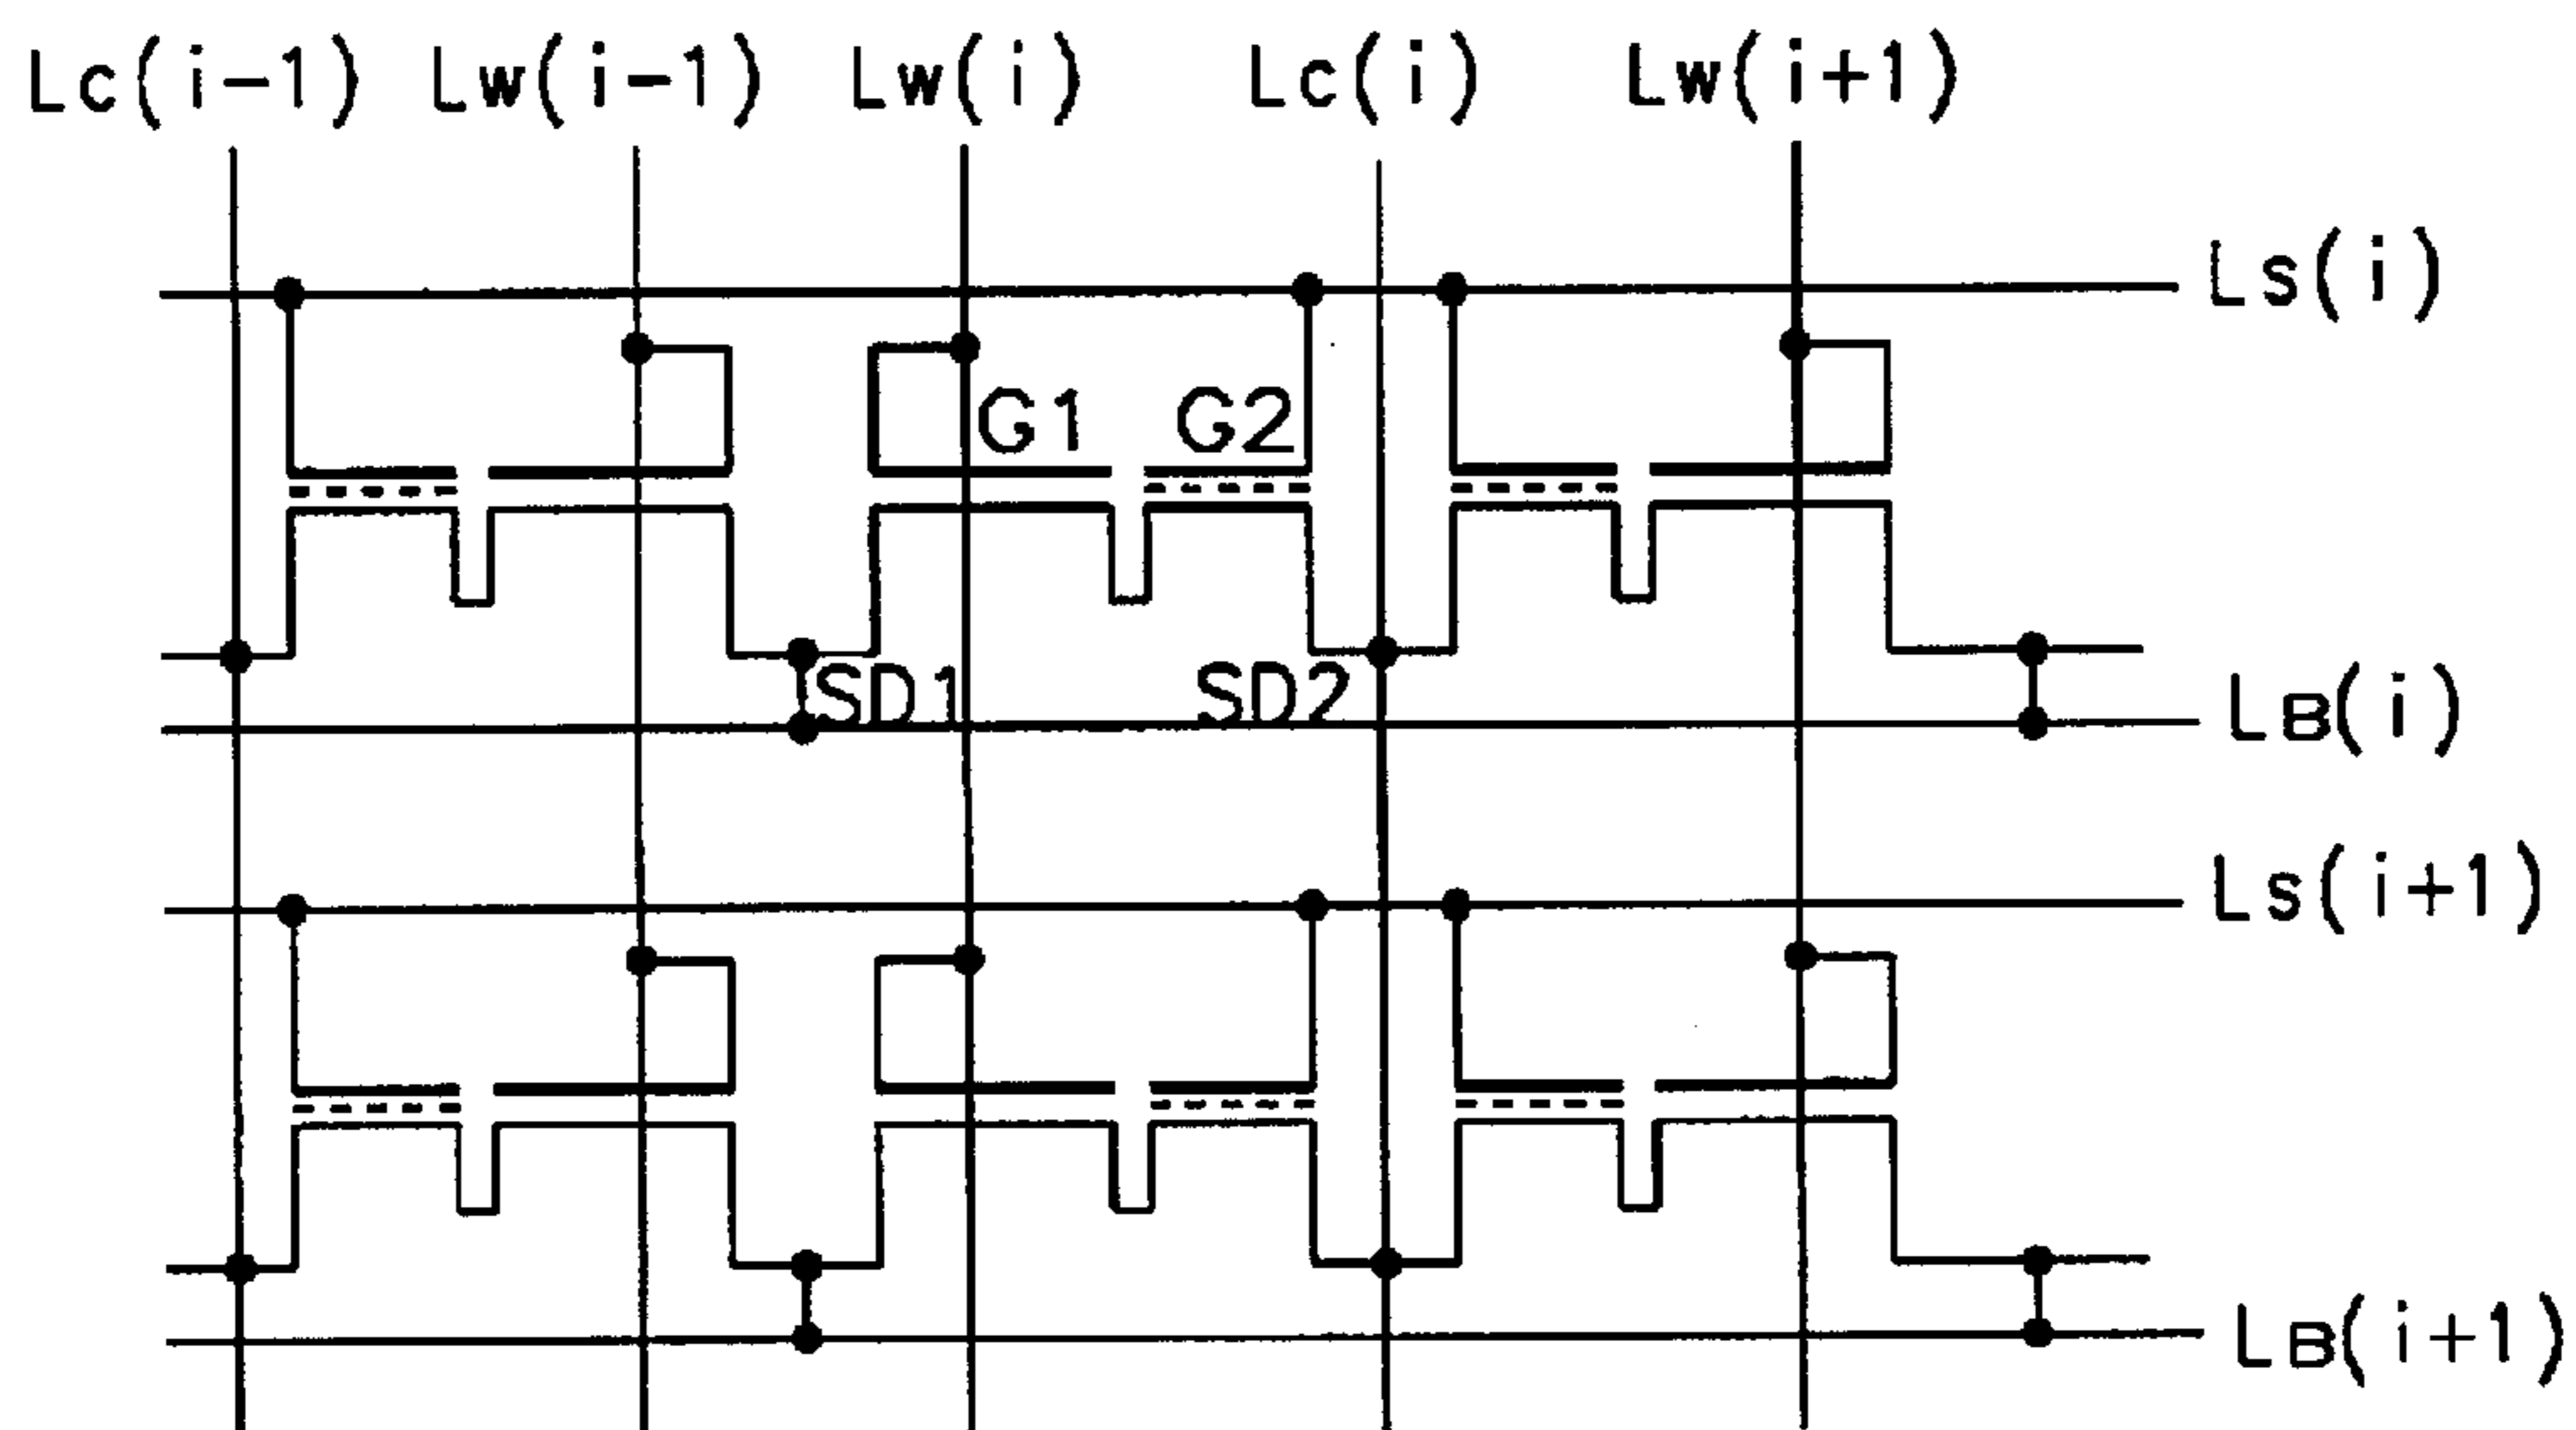 Lc(i-1) Lw(i-1) Lw(i) Lc(i) Lw(i+1)
Ls(i)
G1 G2
SD1 SD2
LB(i)
Ls(i+1)
LB(i+1)